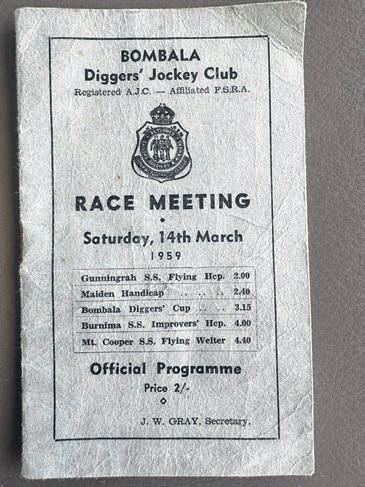 BOMBALA
Diggers' Jockey Club
Registered A.J.C. — Affiliated F.S.R.A.
RACE MEETING
•
Saturday, 14th March
1959
Gunningrah S.S. Flying Hcp. 2.00
Maiden Handicap .. .. .. 2.40
Bombala Diggers' Cup .. .. 3.15
Burnima S.S. Improvers' Hcp. 4.00
Mt. Cooper S.S. Flying Welter 4.40
Official Programme
Price 2/-
J. W. GRAY, Secretary.